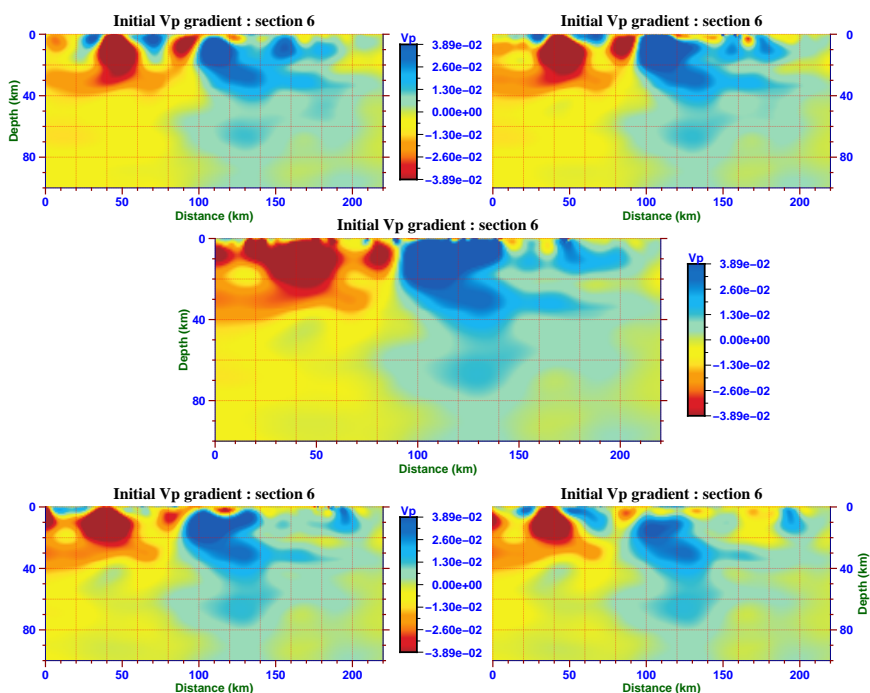 Initial Vp gradient : section 6
Vp
0
40
80
Depth (km)
0 50 100 150 200
Distance (km)
3.89e−02
2.60e−02
1.30e−02
0.00e+00
−1.30e−02
−2.60e−02
−3.89e−02
Initial Vp gradient : section 6
0
40
80
0 50 100 150 200
Distance (km)
Initial Vp gradient : section 6
Vp
0
40
80
Depth (km)
0 50 100 150 200
Distance (km)
3.89e−02
2.60e−02
1.30e−02
0.00e+00
−1.30e−02
−2.60e−02
−3.89e−02
Initial Vp gradient : section 6
Vp
0
40
80
0 50 100 150 200
Distance (km)
3.89e−02
2.60e−02
1.30e−02
0.00e+00
−1.30e−02
−2.60e−02
−3.89e−02
Initial Vp gradient : section 6
0
40
80
Depth (km)
0 50 100 150 200
Distance (km)